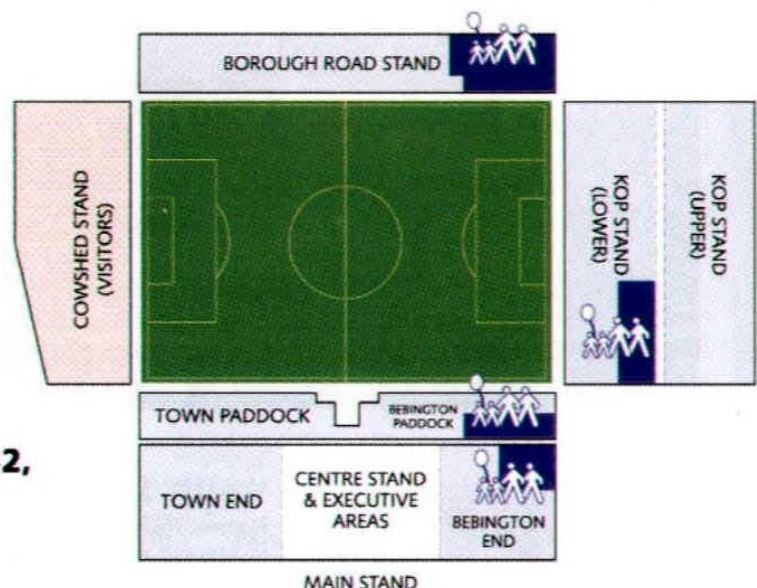 BOROUGH ROAD STAND
COWSHED STAND
(VISITORS)
KOP STAND
(LOWER)
KOP STAND
(UPPER)
TOWN PADDOCK
BEBINGTON
PADDOCK
2,
TOWN END
CENTRE STAND
& EXECUTIVE
AREAS
BEBINGTON
END
MAIN STAND